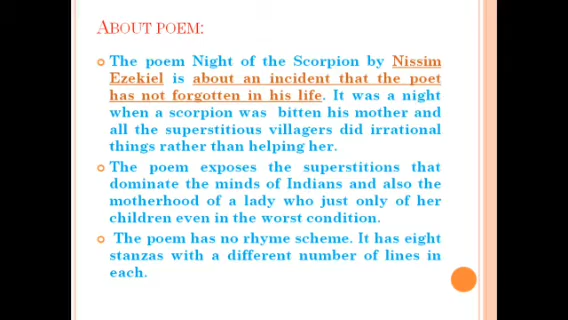 ABOUT POEM:
The poem Night of the Scorpion by Nissim
Ezekiel is about an incident that the poet
has not forgotten in his life. It was a night
when a scorpion was bitten his mother and
all the superstitious villagers did irrational
things rather than helping her.
The poem exposes the superstitions that
dominate the minds of Indians and also the
motherhood of a lady who just only of her
children even in the worst condition.
The poem has no rhyme scheme. It has eight
stanzas with a different number of lines in
each.